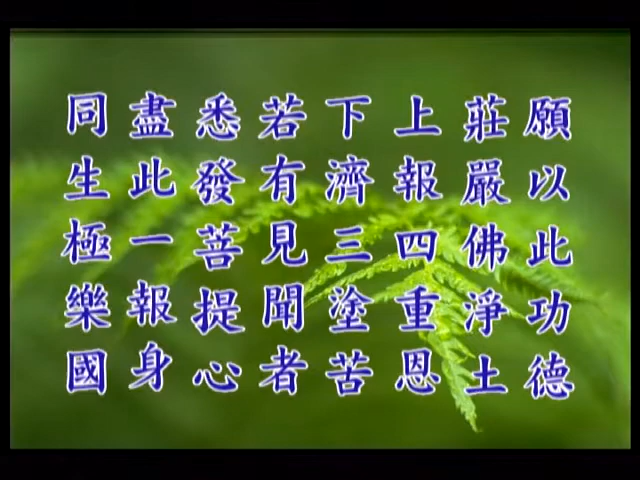 願以此功德
莊嚴佛淨土
上報四重恩
下濟三塗苦
若有見聞者
悉發菩提心
盡此一報身
同生極樂國